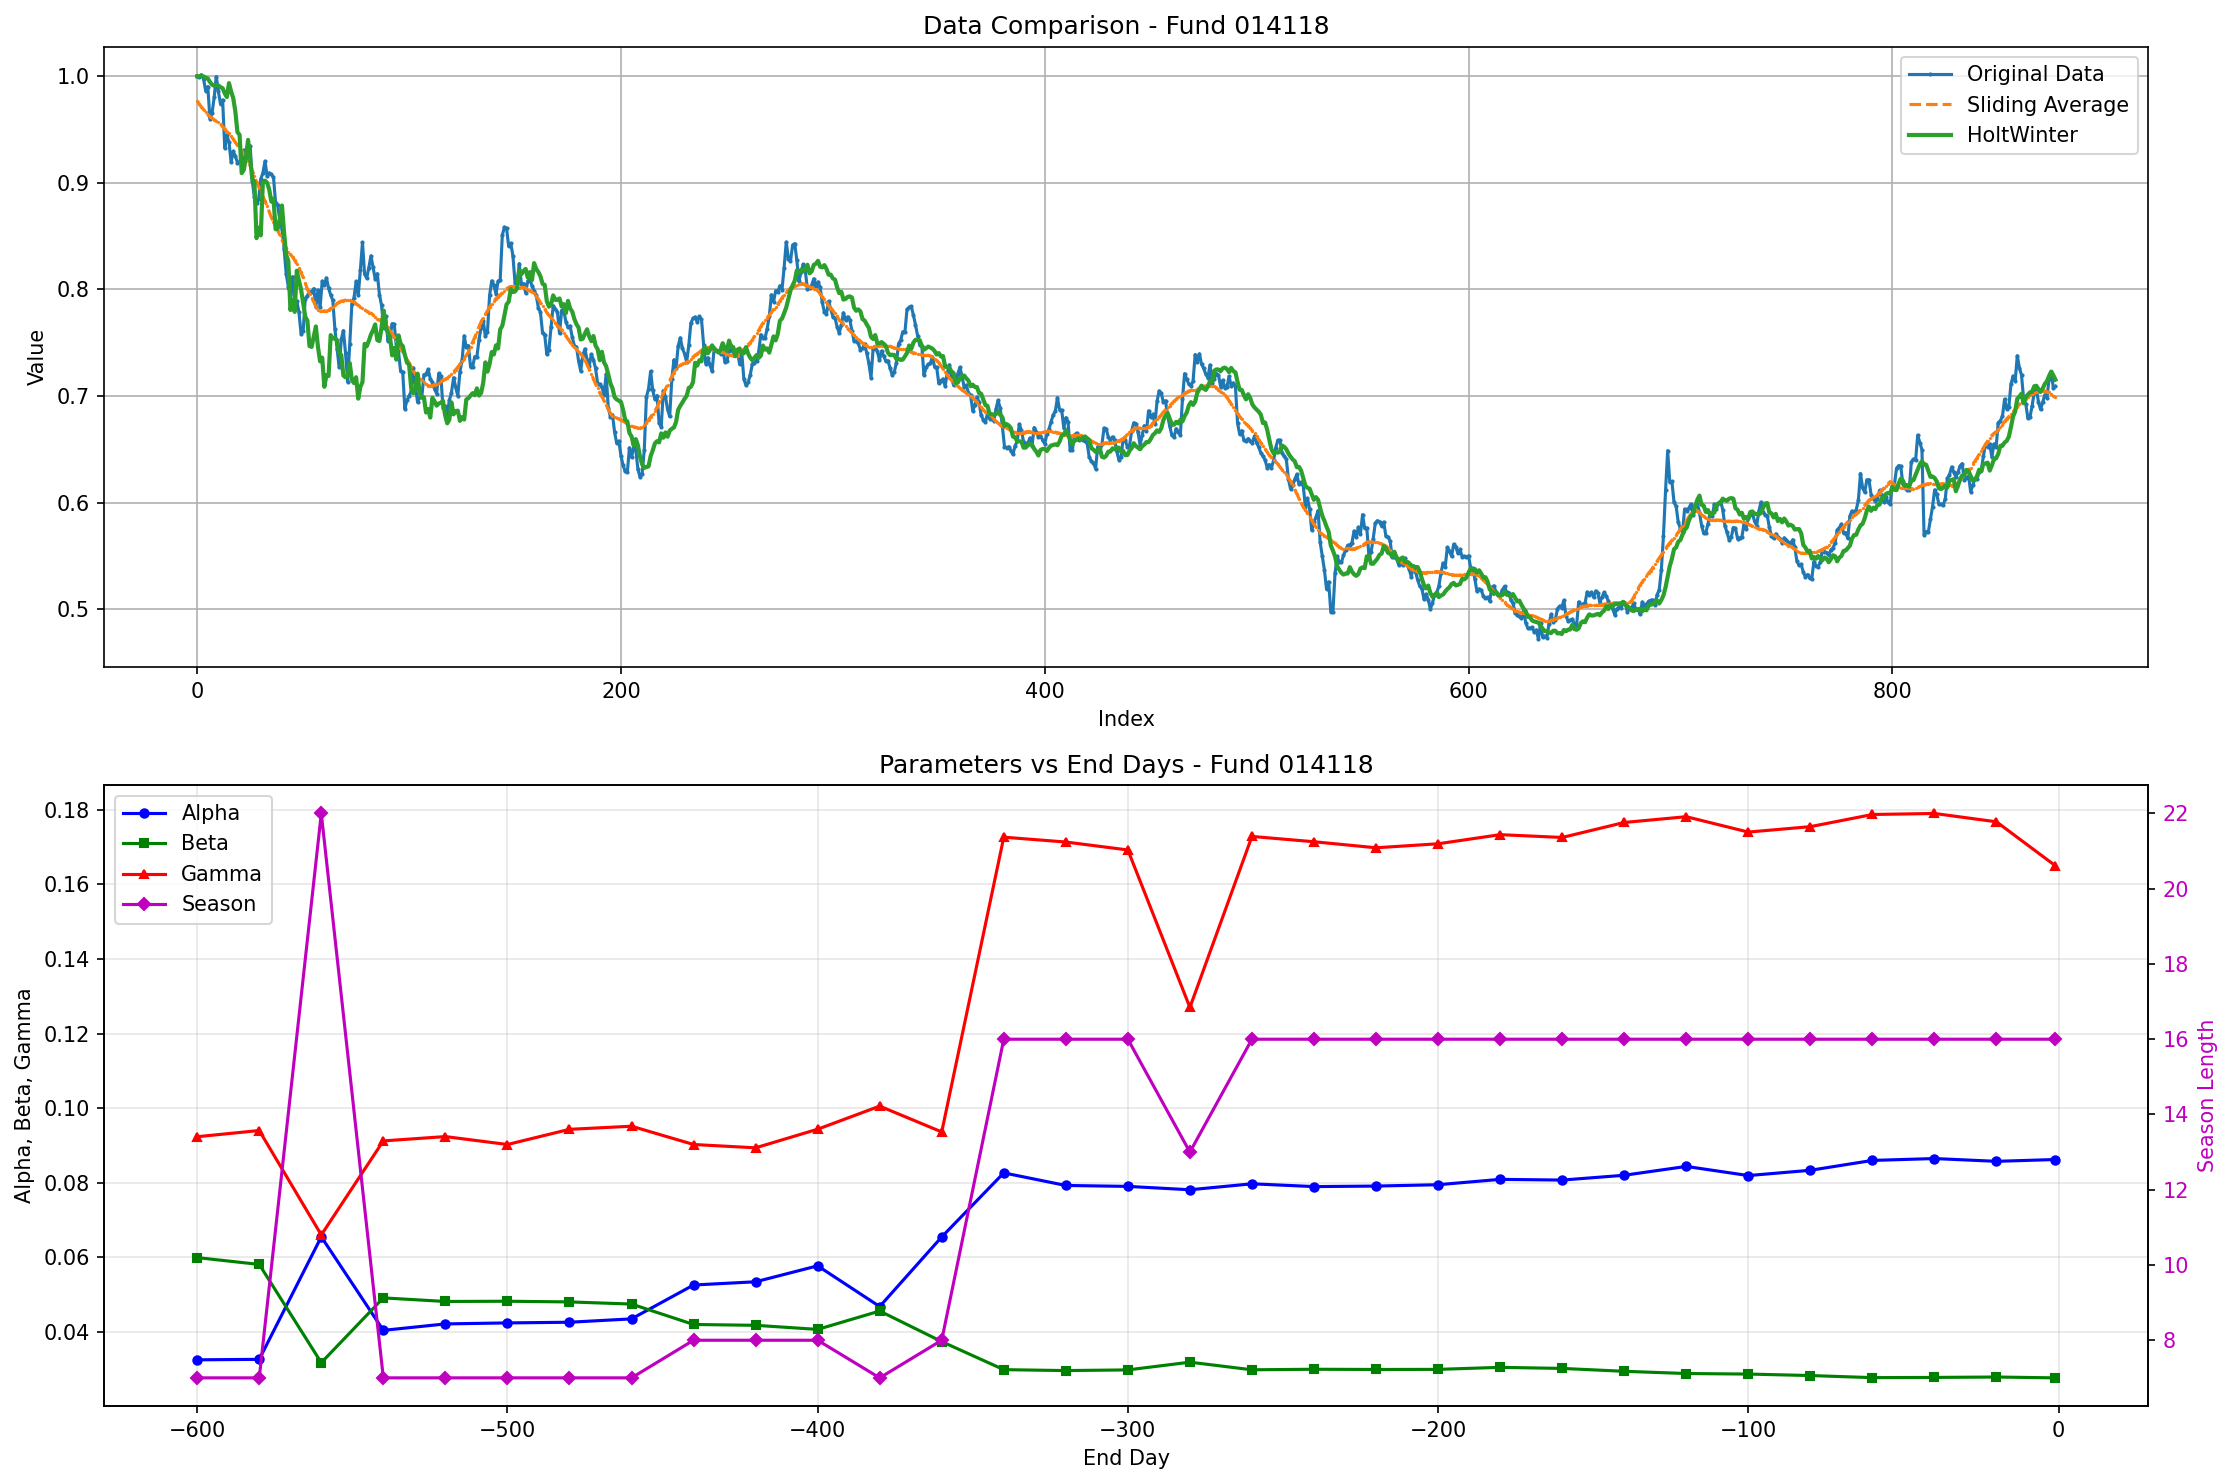 Data Comparison - Fund 014118
Value
1.0
0.9
0.8
0.7
0.6
0.5
Original Data
Sliding Average
HoltWinter
0 200 400 600 800
Index
Parameters vs End Days - Fund 014118
Alpha, Beta, Gamma
0.18
0.16
0.14
0.12
0.10
0.08
0.06
0.04
Alpha
Beta
Gamma
Season
22
20
18
16
14
12
10
8
Season Length
−600 −500 −400 −300 −200 −100 0
End Day